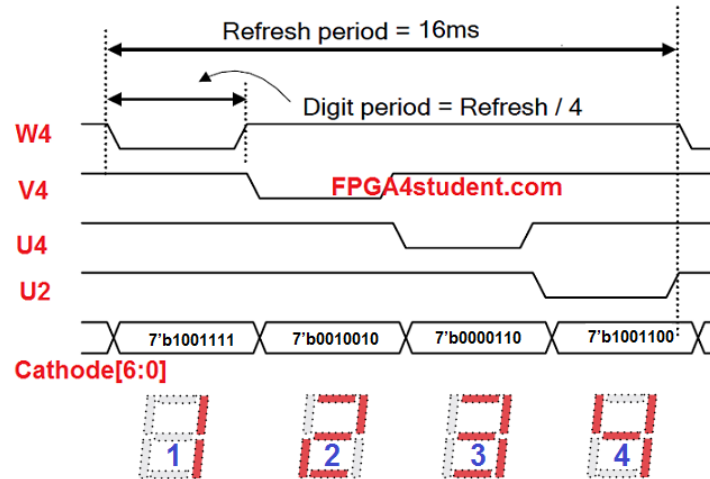 Refresh period = 16ms
Digit period = Refresh / 4
W4
V4
FPGA4student.com
U4
U2
7'b1001111 7'b0010010 7'b0000110 7'b1001100
Cathode[6:0]
1 2 3 4